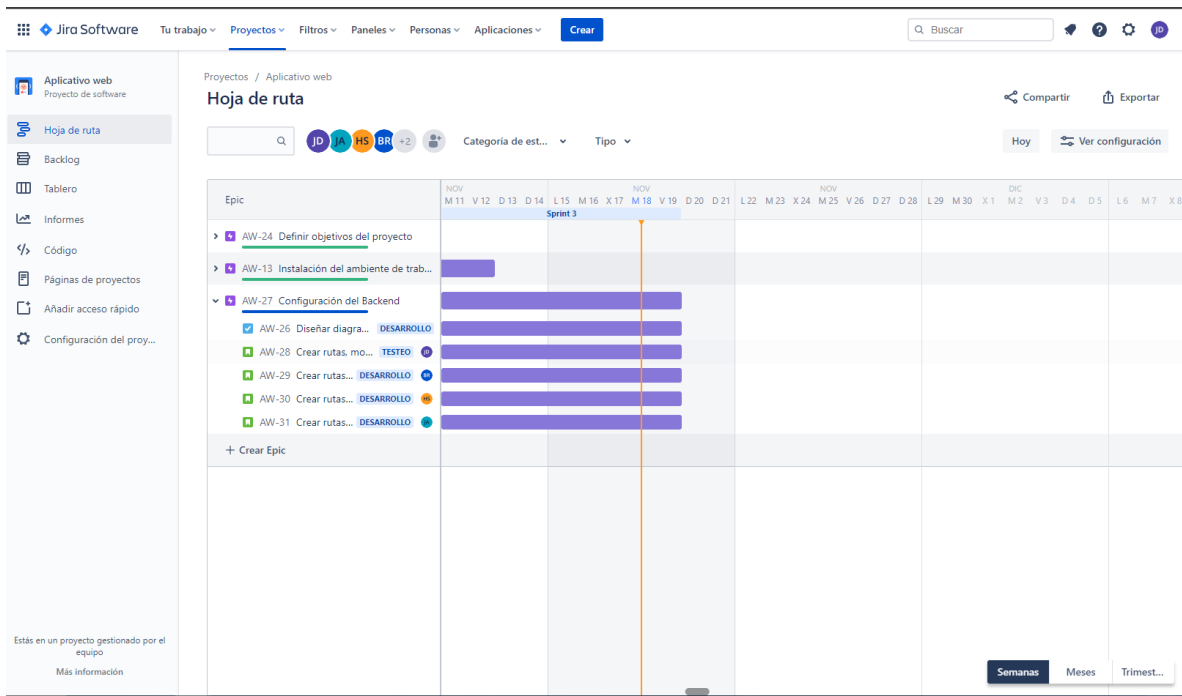 Jira Software Tu trabajo Proyectos Filtros Paneles Personas Aplicaciones Crear Buscar JD
Aplicativo web
Proyecto de software
Hoja de ruta
Backlog
Tablero
Informes
Código
Páginas de proyectos
Añadir acceso rápido
Configuración del proy...
Estás en un proyecto gestionado por el
equipo
Más información
Proyectos / Aplicativo web
Hoja de ruta
Compartir Exportar
JD JA HS BR +2 Categoría de est... Tipo Hoy Ver configuración
NOV NOV NOV DIC
Epic M 11 V 12 D 13 D 14 L 15 M 16 X 17 M 18 V 19 D 20 D 21 L 22 M 23 X 24 M 25 V 26 D 27 D 28 L 29 M 30 X 1 M 2 V 3 D 4 D 5 L 6 M 7 X 8
Sprint 3
AW-24 Definir objetivos del proyecto
AW-13 Instalación del ambiente de trab...
AW-27 Configuración del Backend
AW-26 Diseñar diagra... DESARROLLO
AW-28 Crear rutas, mo... TESTEO JD
AW-29 Crear rutas... DESARROLLO BR
AW-30 Crear rutas... DESARROLLO HS
AW-31 Crear rutas... DESARROLLO JA
+ Crear Epic
Semanas Meses Trimest...